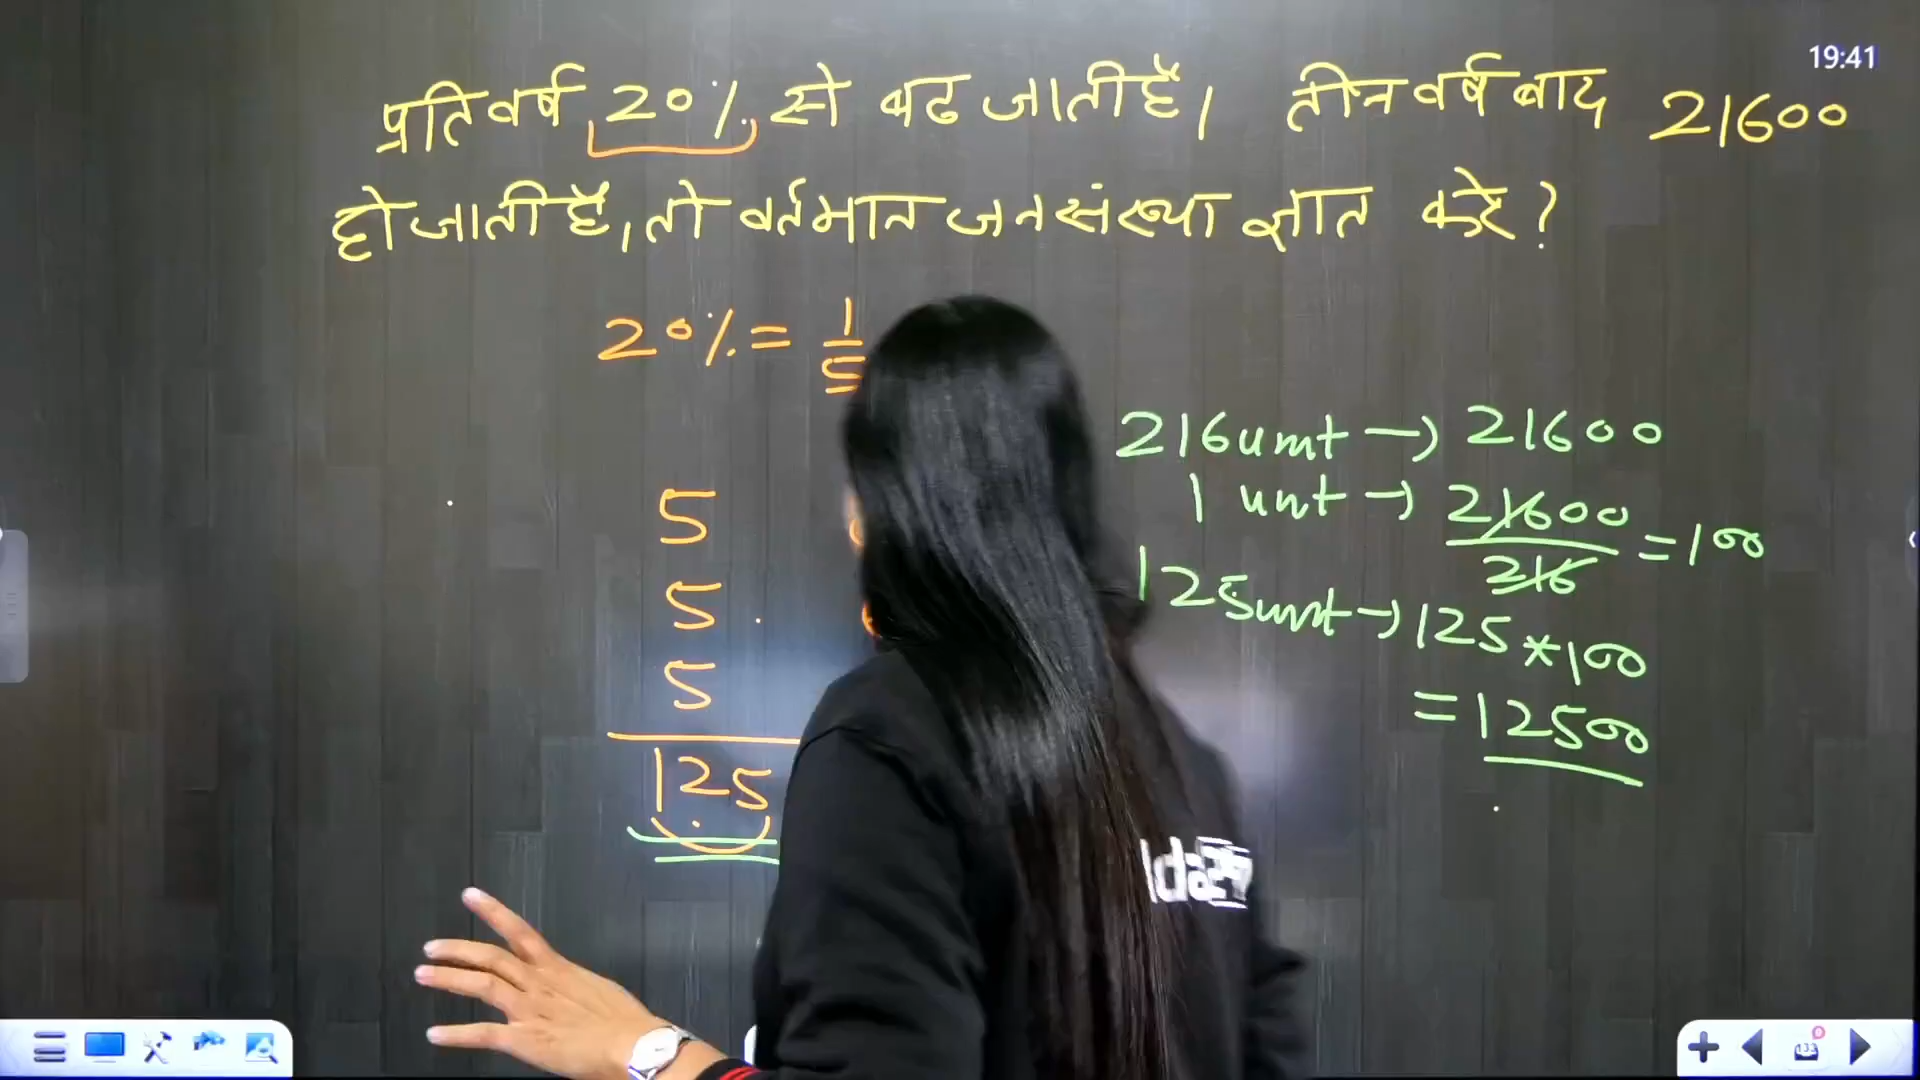 19:41
प्रतिवर्ष 20% से बढ जाती है। तीन वर्ष बाद 21600
हो जाती है, तो वर्तमान जनसंख्या ज्ञात करे?
20% = 1/5
5
5
5
125
216 unit → 21600
1 unit → 21600/216 = 100
125 unit → 125 * 100
= 12500
133